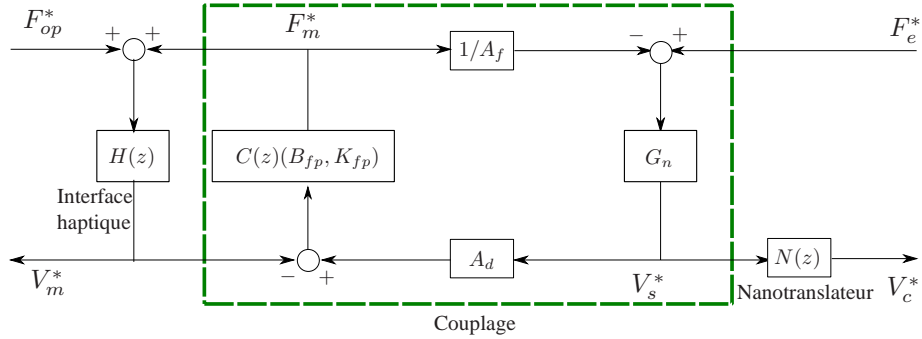 F*op
F*m
F*e
+
+
−
+
1/A_f
H(z)
C(z)(B_fp, K_fp)
G_n
Interface
haptique
−
+
A_d
N(z)
V*m
V*s
Nanotranslateur
V*c
Couplage